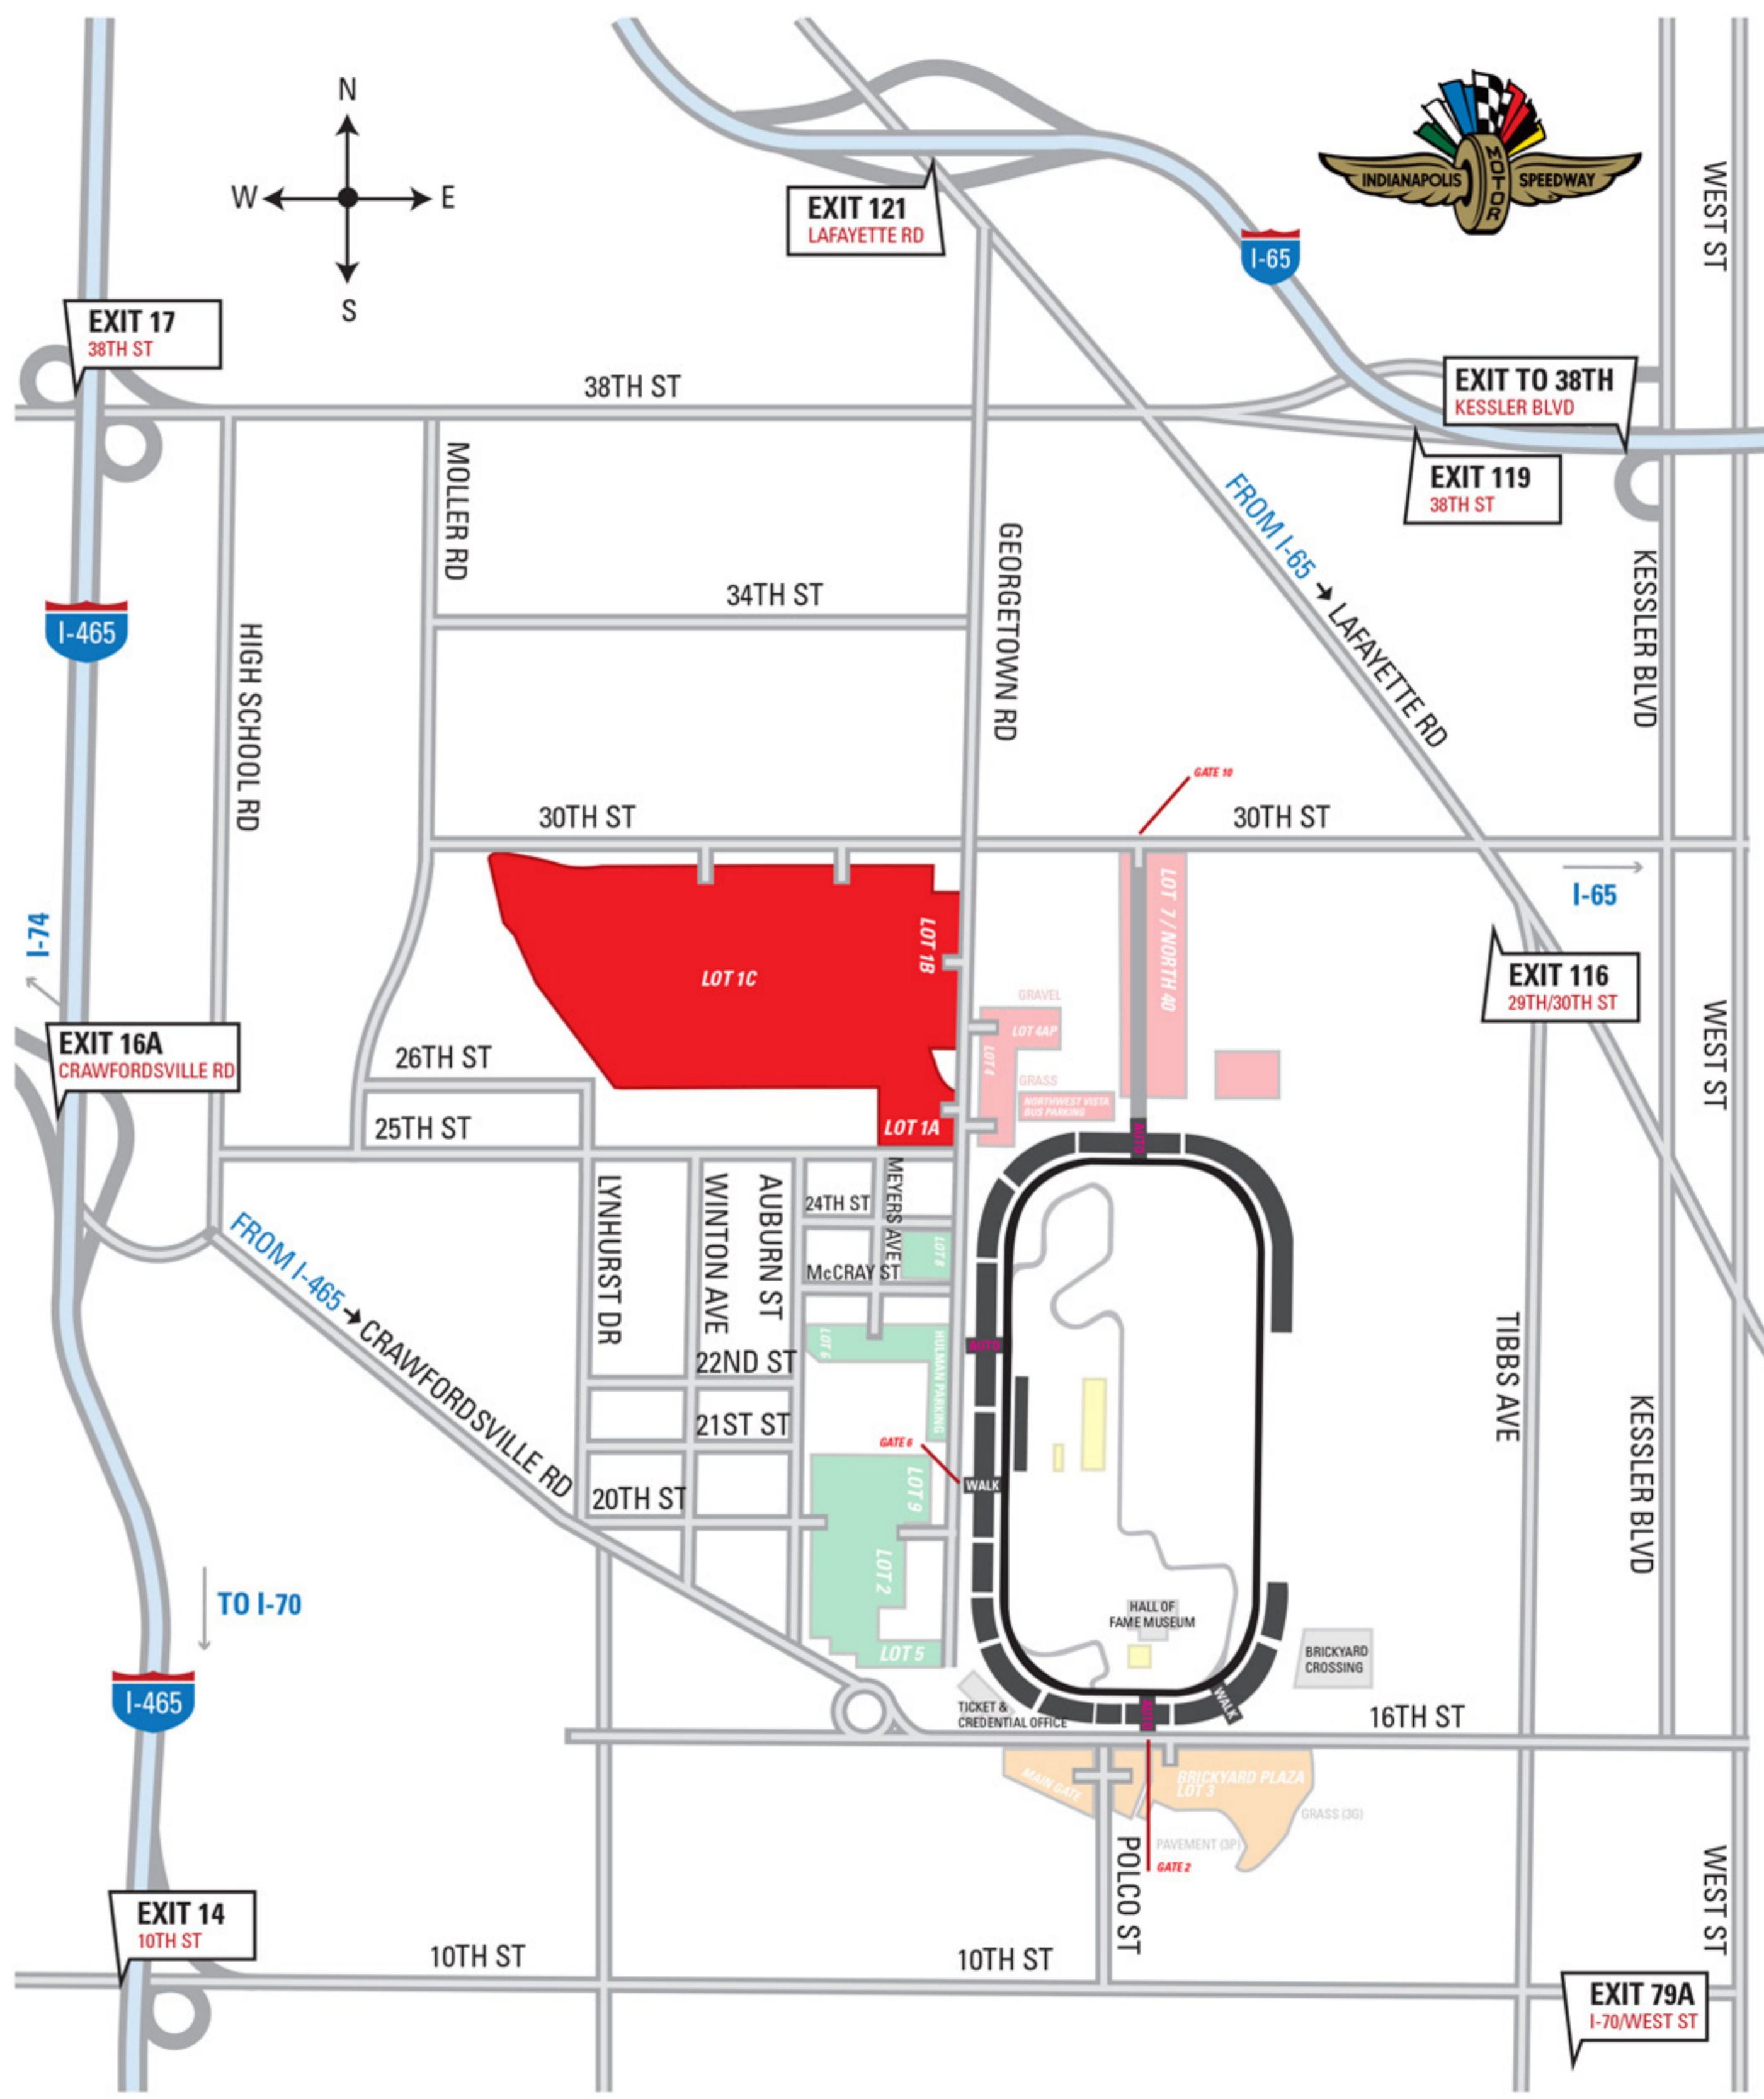 N
W
E
S
INDIANAPOLIS
MOTOR
SPEEDWAY
WEST ST
EXIT 121
LAFAYETTE RD
I-65
EXIT 17
38TH ST
38TH ST
EXIT TO 38TH
KESSLER BLVD
EXIT 119
38TH ST
MOLLER RD
FROM I-65 ➔ LAFAYETTE RD
GEORGETOWN RD
KESSLER BLVD
34TH ST
I-465
HIGH SCHOOL RD
GATE 10
30TH ST
30TH ST
I-65
LOT 7 / NORTH 40
LOT 1B
LOT 1C
I-74
EXIT 116
29TH/30TH ST
GRAVEL
LOT 4AP
LOT 4
WEST ST
EXIT 16A
CRAWFORDSVILLE RD
26TH ST
GRASS
NORTHWEST VISTA
BUS PARKING
25TH ST
LOT 1A
AUTO
LYNHURST DR
WINTON AVE
AUBURN ST
MEYERS AVE
24TH ST
LOT 8
McCRAY ST
FROM I-465 ➔ CRAWFORDSVILLE RD
LOT 6
HULMAN PARKING
AUTO
TIBBS AVE
22ND ST
21ST ST
KESSLER BLVD
GATE 6
WALK
LOT 9
20TH ST
LOT 2
TO I-70
HALL OF
FAME MUSEUM
LOT 5
BRICKYARD
CROSSING
I-465
TICKET &
CREDENTIAL OFFICE
AUTO
WALK
16TH ST
MAIN GATE
BRICKYARD PLAZA
LOT 3
GRASS (3G)
PAVEMENT (3P)
GATE 2
POLCO ST
WEST ST
EXIT 14
10TH ST
10TH ST
10TH ST
EXIT 79A
I-70/WEST ST